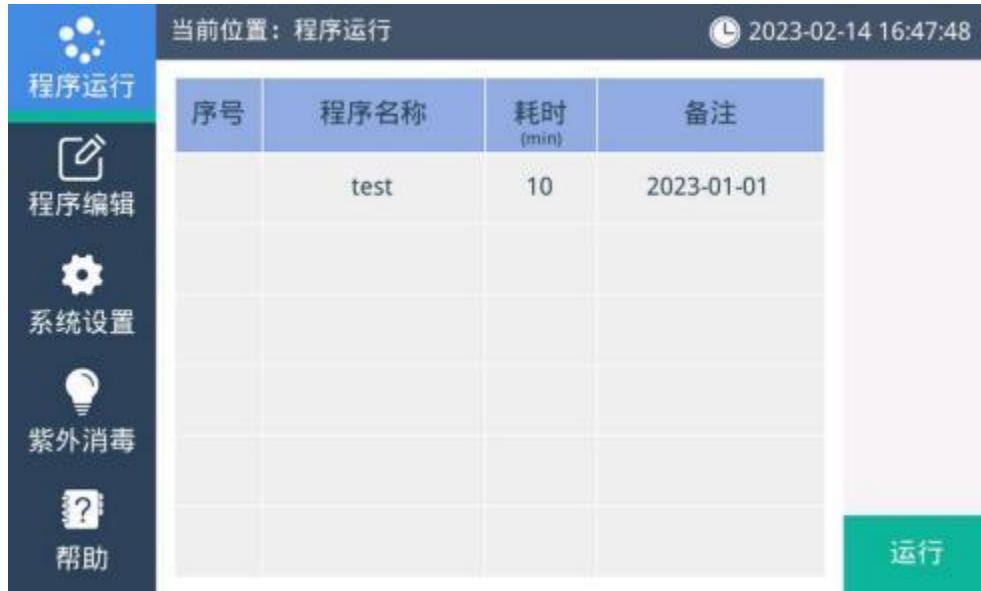 当前位置：程序运行
2023-02-14 16:47:48
程序运行
程序编辑
系统设置
紫外消毒
?
帮助
序号 程序名称 耗时 (min) 备注
test 10 2023-01-01
运行